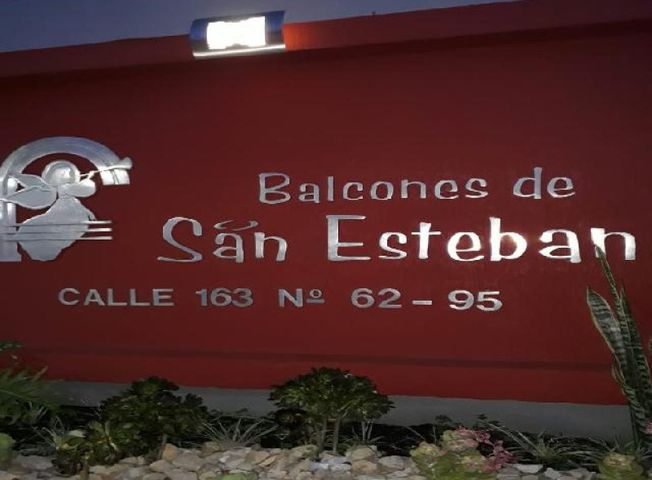 Balcones de
San Esteban
CALLE 163 Nº 62 - 95